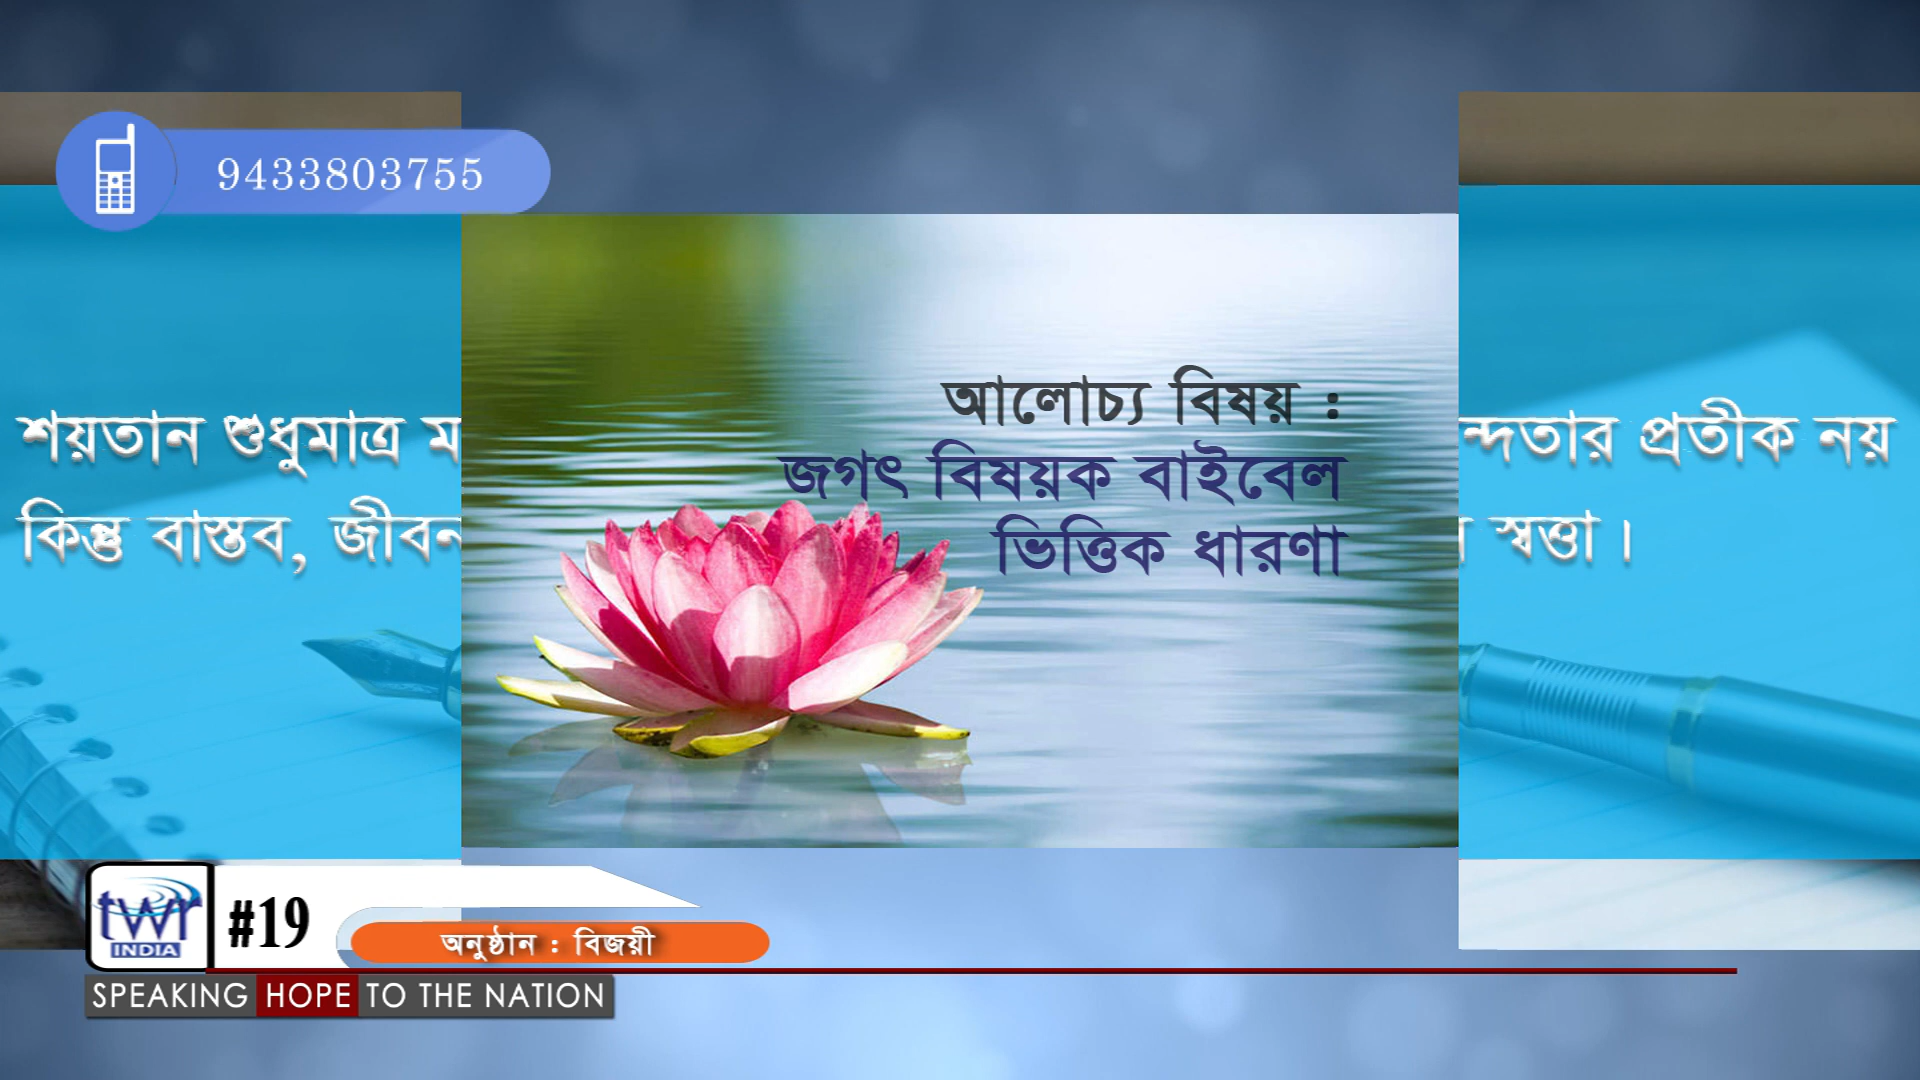 9433803755
আলোচ্য বিষয় :
জগৎ বিষয়ক বাইবেল
ভিত্তিক ধারণা
শয়তান শুধুমাত্র ম
ন্দতার প্রতীক নয়
কিন্তু বাস্তব, জীবন
স্বত্তা।
twr
INDIA
#19
অনুষ্ঠান : বিজয়ী
SPEAKING HOPE TO THE NATION